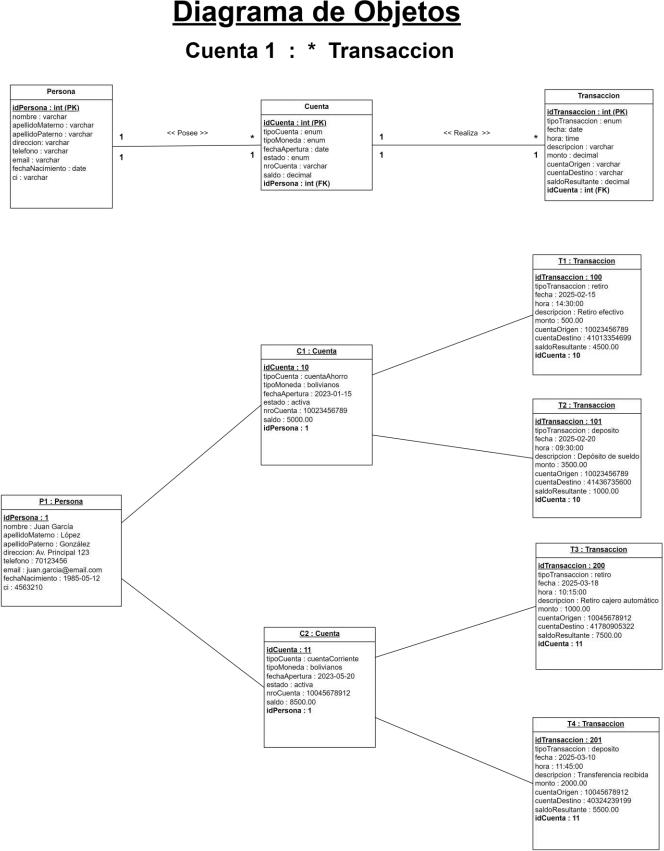 Diagrama de Objetos
Cuenta 1 : * Transaccion
Persona
idPersona : int (PK)
nombre : varchar
apellidoMaterno : varchar
apellidoPaterno : varchar
direccion: varchar
telefono : varchar
email : varchar
fechaNacimiento : date
ci : varchar
1
<< Posee >>
*
1
1
Cuenta
idCuenta : int (PK)
tipoCuenta : enum
tipoMoneda : enum
fechaApertura : date
estado : enum
nroCuenta : varchar
saldo : decimal
idPersona : int (FK)
1
<< Realiza >>
*
1
1
Transaccion
idTransaccion : int (PK)
tipoTransaccion : enum
fecha: date
hora: time
descripcion : varchar
monto : decimal
cuentaOrigen : varchar
cuentaDestino : varchar
saldoResultante : decimal
idCuenta : int (FK)
T1 : Transaccion
idTransaccion : 100
tipoTransaccion : retiro
fecha : 2025-02-15
hora : 14:30:00
descripcion : Retiro efectivo
monto : 500.00
cuentaOrigen : 10023456789
cuentaDestino : 41013354699
saldoResultante : 4500.00
idCuenta : 10
C1 : Cuenta
idCuenta : 10
tipoCuenta : cuentaAhorro
tipoMoneda : bolivianos
fechaApertura : 2023-01-15
estado : activa
nroCuenta : 10023456789
saldo : 5000.00
idPersona : 1
T2 : Transaccion
idTransaccion : 101
tipoTransaccion : deposito
fecha : 2025-02-20
hora : 09:30:00
descripcion : Depósito de sueldo
monto : 3500.00
cuentaOrigen : 10023456789
cuentaDestino : 41436735600
saldoResultante : 1000.00
idCuenta : 10
P1 : Persona
idPersona : 1
nombre : Juan García
apellidoMaterno : López
apellidoPaterno : González
direccion: Av. Principal 123
telefono : 70123456
email : juan.garcia@email.com
fechaNacimiento : 1985-05-12
ci : 4563210
T3 : Transaccion
idTransaccion : 200
tipoTransaccion : retiro
fecha : 2025-03-18
hora : 10:15:00
descripcion : Retiro cajero automático
monto : 1000.00
cuentaOrigen : 10045678912
cuentaDestino : 41780905322
saldoResultante : 7500.00
idCuenta : 11
C2 : Cuenta
idCuenta : 11
tipoCuenta : cuentaCorriente
tipoMoneda : bolivianos
fechaApertura : 2023-05-20
estado : activa
nroCuenta : 10045678912
saldo : 8500.00
idPersona : 1
T4 : Transaccion
idTransaccion : 201
tipoTransaccion : deposito
fecha : 2025-03-10
hora : 11:45:00
descripcion : Transferencia recibida
monto : 2000.00
cuentaOrigen : 10045678912
cuentaDestino : 40324239199
saldoResultante : 5500.00
idCuenta : 11